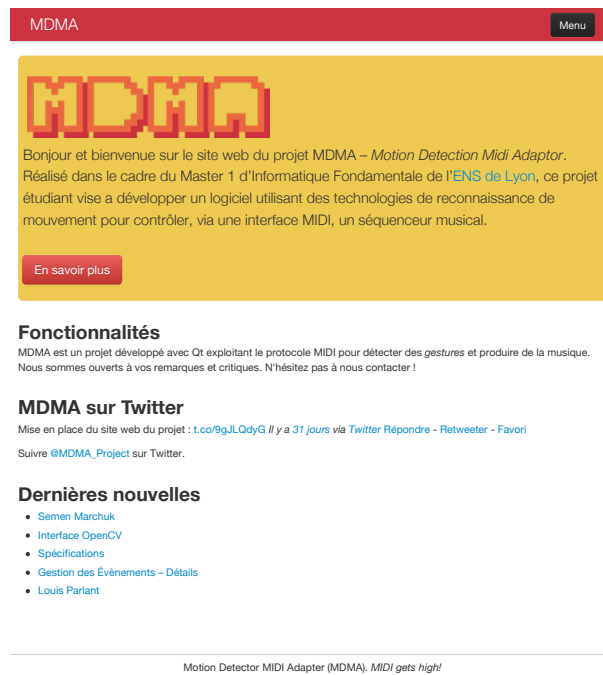 MDMA
Menu
MDMA
Bonjour et bienvenue sur le site web du projet MDMA – Motion Detection Midi Adaptor.
Réalisé dans le cadre du Master 1 d'Informatique Fondamentale de l'ENS de Lyon, ce projet
étudiant vise a développer un logiciel utilisant des technologies de reconnaissance de
mouvement pour contrôler, via une interface MIDI, un séquenceur musical.
En savoir plus
Fonctionnalités
MDMA est un projet développé avec Qt exploitant le protocole MIDI pour détecter des gestures et produire de la musique.
Nous sommes ouverts à vos remarques et critiques. N'hésitez pas à nous contacter !
MDMA sur Twitter
Mise en place du site web du projet : t.co/9gJLQdyG Il y a 31 jours via Twitter Répondre - Retweeter - Favori
Suivre @MDMA_Project sur Twitter.
Dernières nouvelles
• Semen Marchuk
• Interface OpenCV
• Spécifications
• Gestion des Évènements – Détails
• Louis Parlant
Motion Detector MIDI Adapter (MDMA). MIDI gets high!